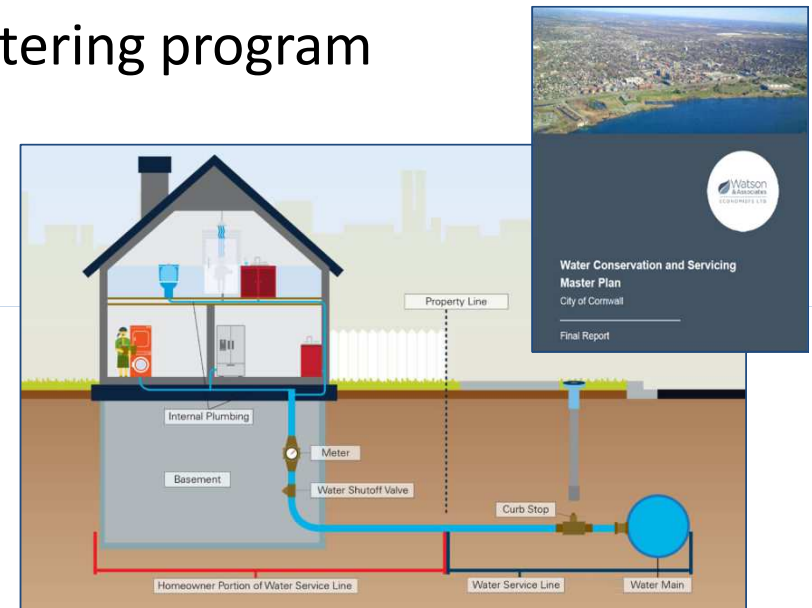 tering program
Watson
& Associates
ECONOMISTS LTD.
Water Conservation and Servicing
Master Plan
City of Cornwall
Final Report
Property Line
Internal Plumbing
Meter
Basement
Water Shutoff Valve
Curb Stop
Homeowner Portion of Water Service Line
Water Service Line
Water Main